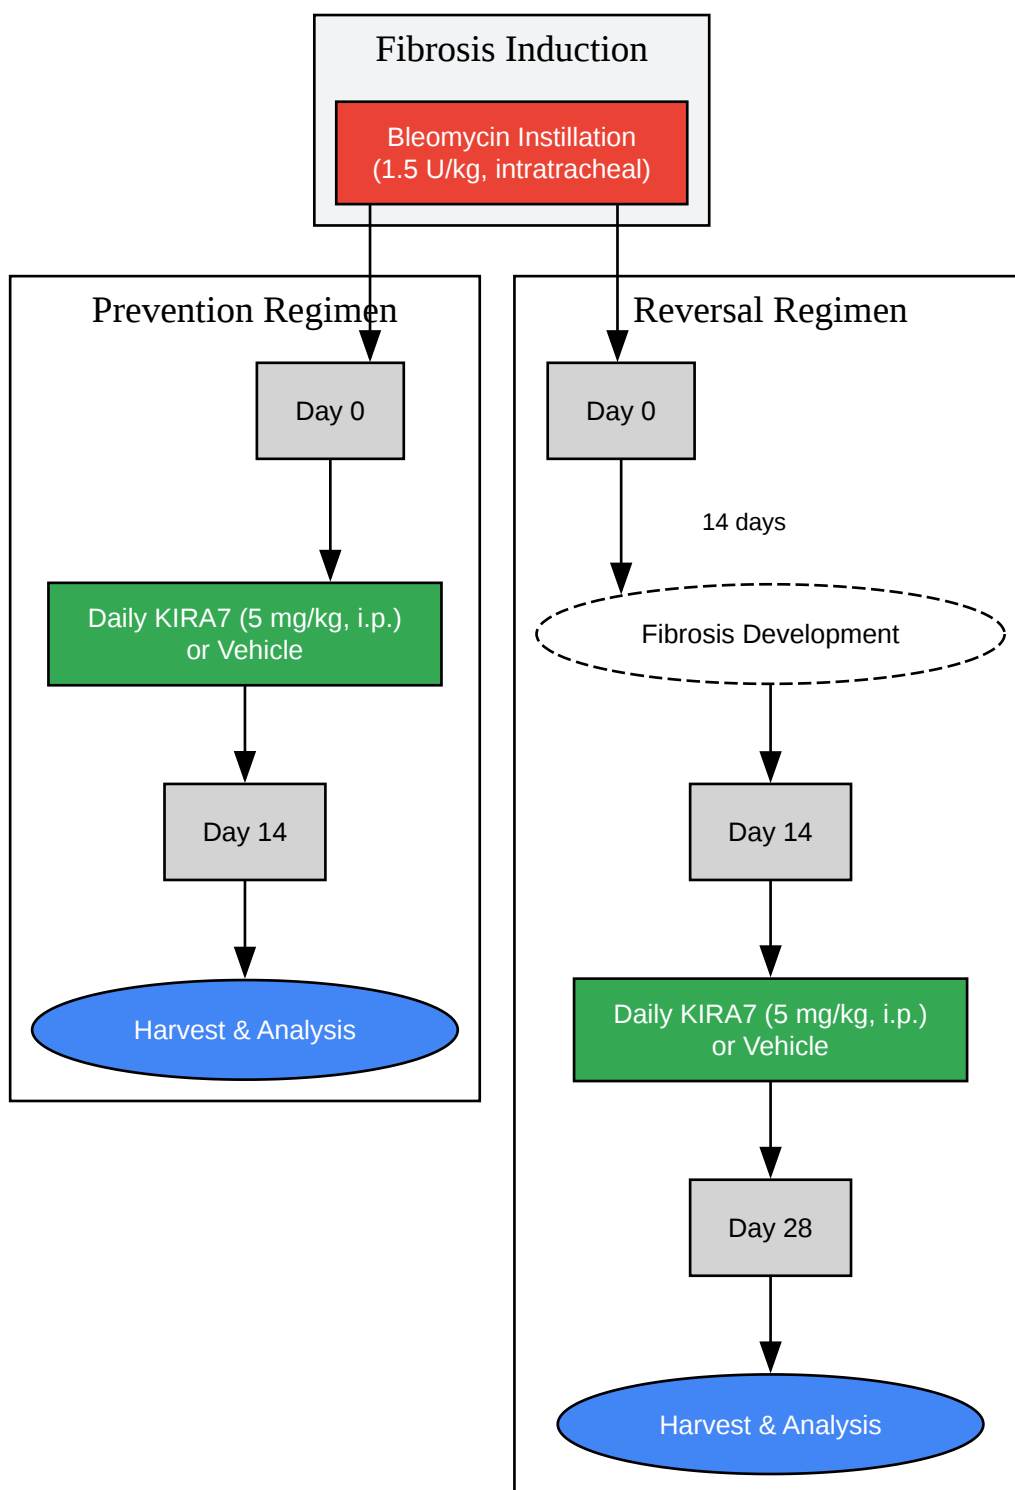 Fibrosis Induction
Bleomycin Instillation
(1.5 U/kg, intratracheal)
Prevention Regimen
Day 0
Daily KIRA7 (5 mg/kg, i.p.)
or Vehicle
Day 14
Harvest & Analysis
Reversal Regimen
Day 0
14 days
Fibrosis Development
Day 14
Daily KIRA7 (5 mg/kg, i.p.)
or Vehicle
Day 28
Harvest & Analysis